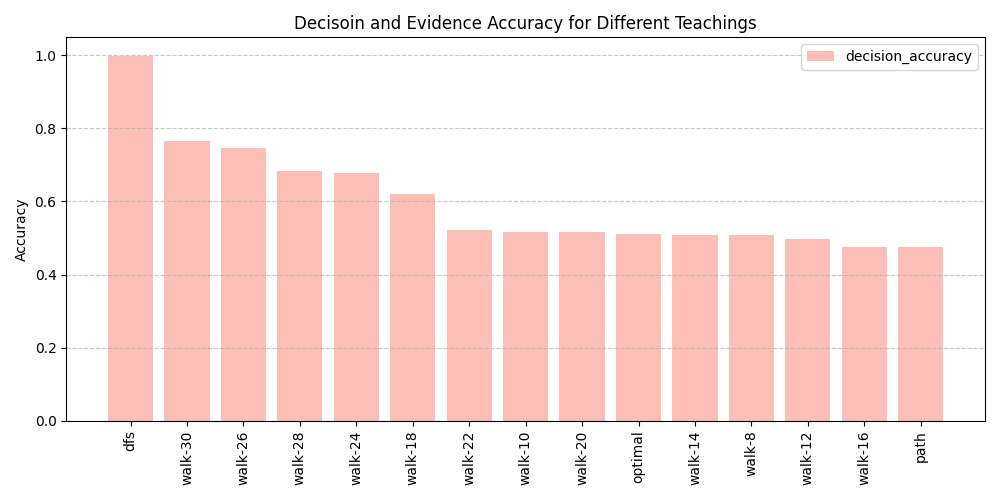 Decisoin and Evidence Accuracy for Different Teachings
decision_accuracy
Accuracy
1.0
0.8
0.6
0.4
0.2
0.0
dfs
walk-30
walk-26
walk-28
walk-24
walk-18
walk-22
walk-10
walk-20
optimal
walk-14
walk-8
walk-12
walk-16
path